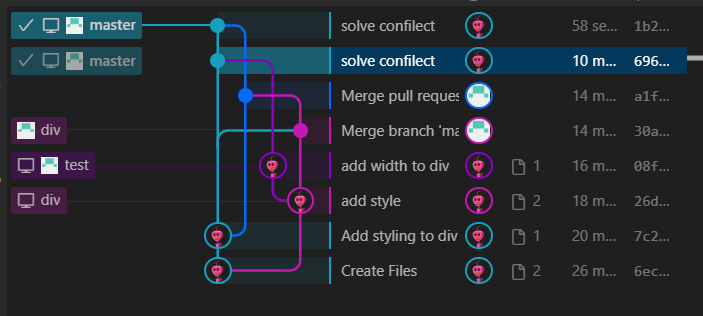 master solve confilect 58 se... 1b2...
master solve confilect 10 m... 696...
Merge pull reques 14 m... a1f...
div Merge branch 'ma 14 m... 30a...
test add width to div 1 16 m... 08f...
div add style 2 18 m... 26d...
Add styling to div 1 20 m... 7c2...
Create Files 2 26 m... 6ec...